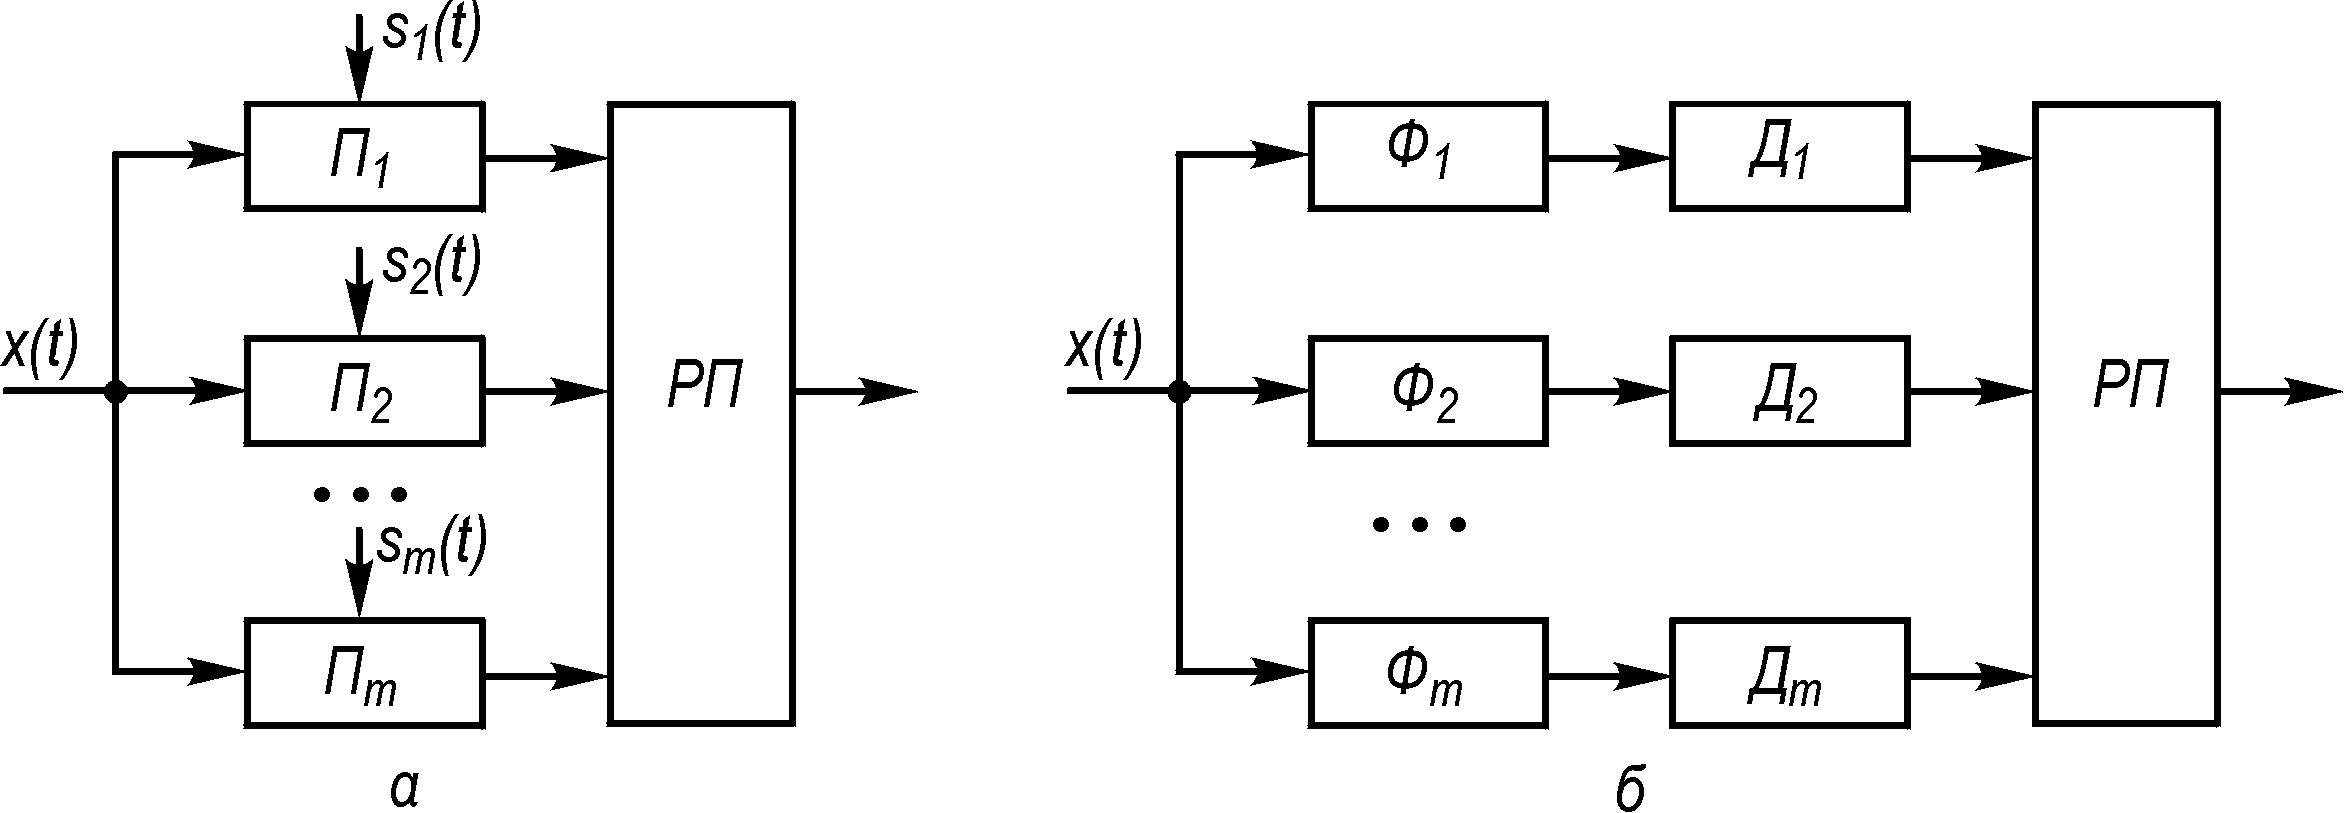 s₁(t)
П₁
s₂(t)
x(t)
П₂
РП
sₘ(t)
Пₘ
а
Ф₁
Д₁
x(t)
Ф₂
Д₂
РП
Фₘ
Дₘ
б